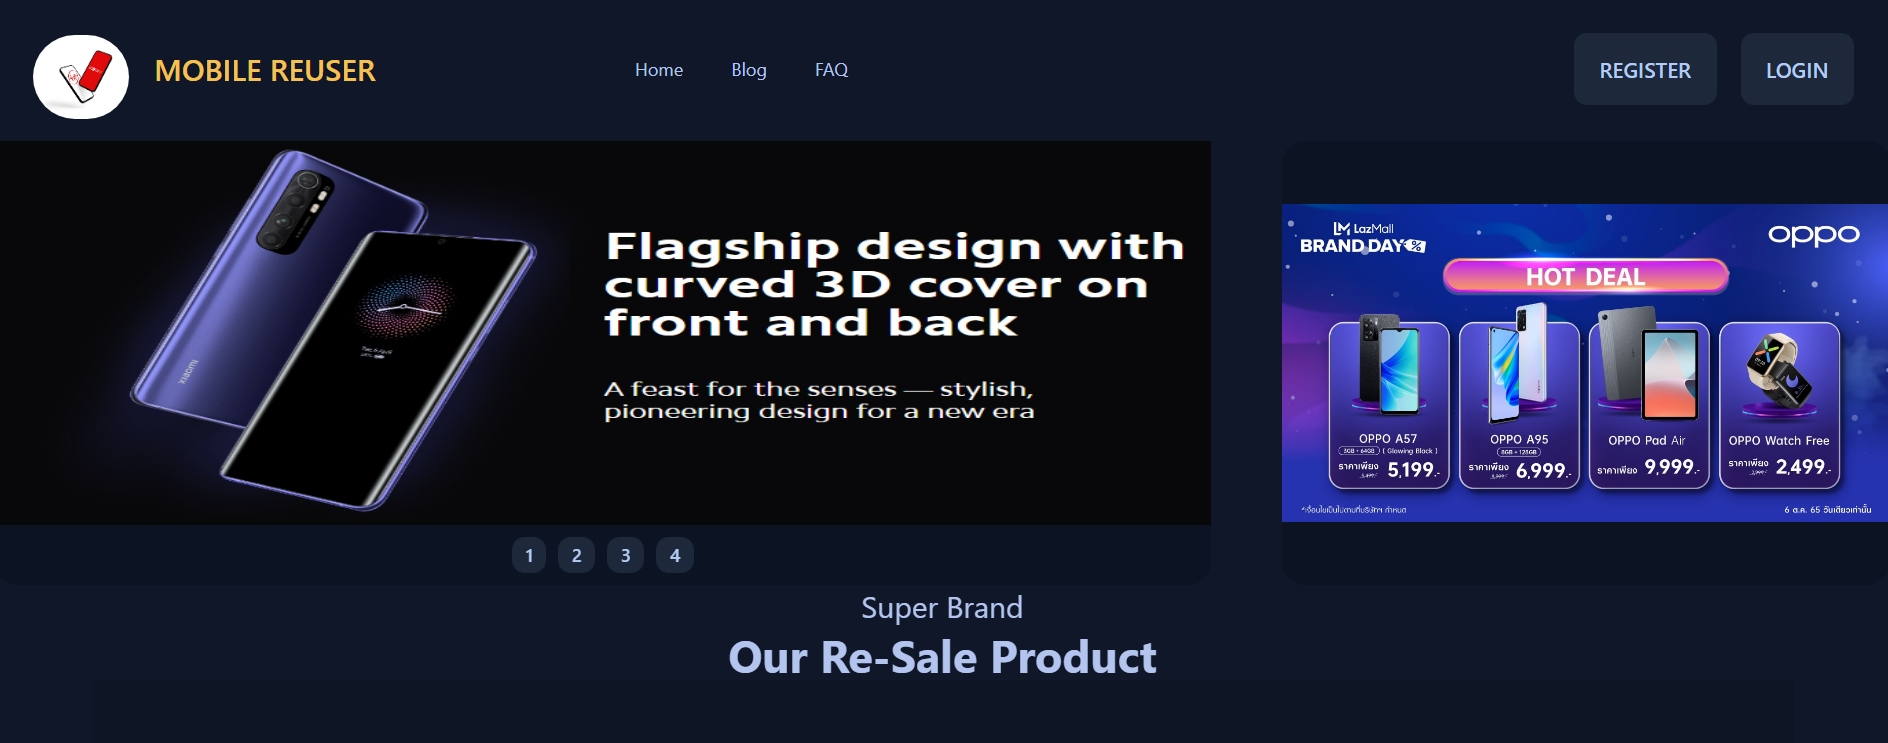 MOBILE REUSER
Home
Blog
FAQ
REGISTER
LOGIN
xiaomi
Flagship design with
curved 3D cover on
front and back
A feast for the senses — stylish,
pioneering design for a new era
1
2
3
4
LazMall
BRAND DAY
oppo
HOT DEAL
OPPO A57
3GB + 64GB ( Glowing Black )
ราคาเพียง 5,199.-
OPPO A95
8GB + 128GB
ราคาเพียง 6,999.-
OPPO Pad Air
ราคาเพียง 9,999.-
OPPO Watch Free
ราคาเพียง 2,499.-
*เงื่อนไขเป็นไปตามที่บริษัทฯ กำหนด
6 ต.ค. 65 วันเดียวเท่านั้น
Super Brand
Our Re-Sale Product